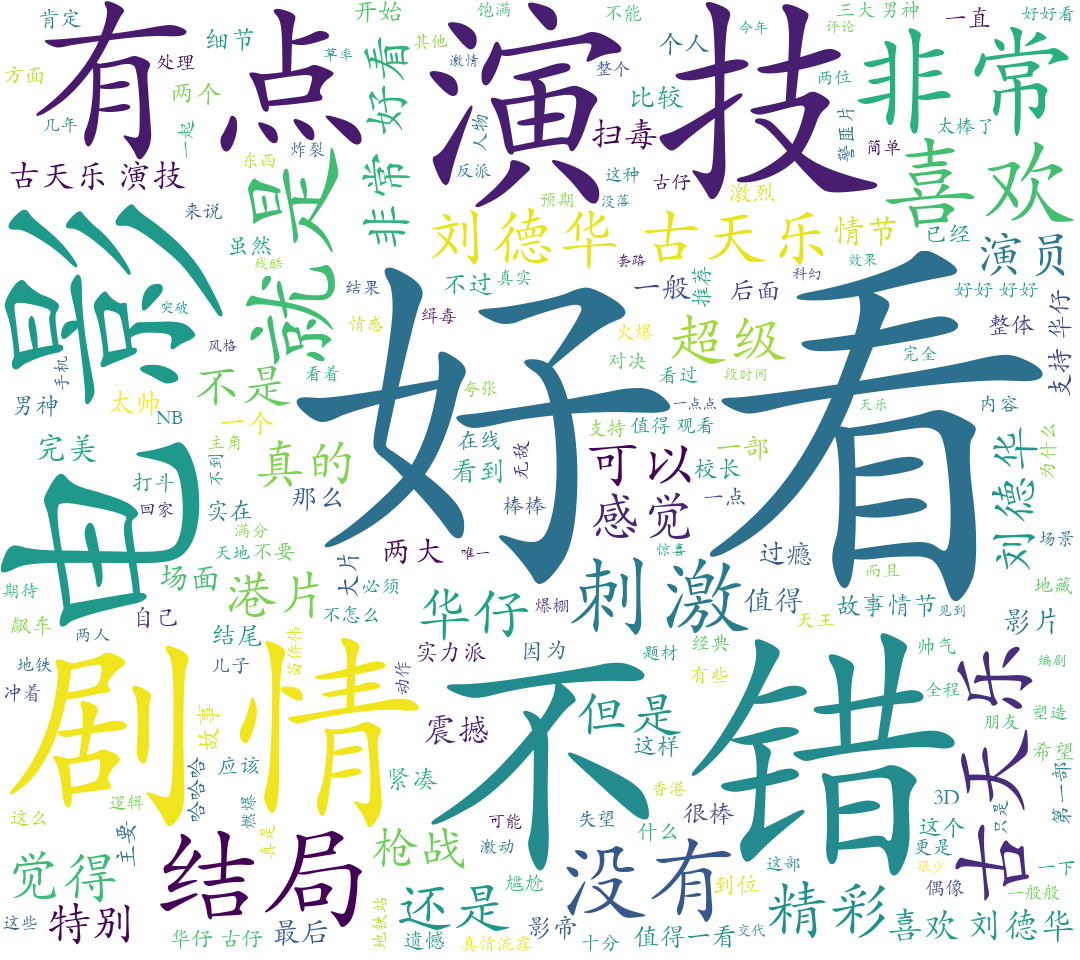 肯定
有点
细节
开始
饱满
不能
三大 男神
一直
好好看
方面
处理
草率
好看
其他
激情
演技
整个
个人
今年
评论
非常
两个
几年
一起
炸裂
人物
比较
扫毒
两位
警匪片
太棒了
简单
古天乐 演技
东西
非常
反派
这种
古仔
激烈
喜欢
电影
来说
就是
预期
没落
虽然
残酷
刘德华
古天乐
情节
已经
演员
套路
效果
突破
结果
不过
真实
一般
推荐
后面
科幻
好好 好好
缉毒
情感
火爆
超级
整体
支持 华仔
手机
风格
不是
看着
好看
对决
看过
段时间
完全
男神
太帅
NB
一个
夸张
一点点
天乐
内容
完美
主角
不到
真的
在线
看到
无敌
支持
值得 观看
可以
一部
校长
刘德华
为什么
打斗
回家
实在
那么
棒棒
感觉
一点
满分
天地
不要
两大
唯一
惊喜
过瘾
场景
期待
场面
港片
大片
必须
不怎么
华仔
爆棚
刺激
值得
而且
故事情节
见到
地藏
飙车
自己
两人
结尾
天王
影片
地铁
儿子
苗侨伟
实力派
因为
题材
经典
有些
帅气
编剧
冲着
剧情
动作
不错
但是
全程
古天乐
朋友
塑造
故事
震撼
这样
希望
哈哈哈
应该
紧凑
香港
第一部
这么
逻辑
燃爆
可能
失望
很棒
3D
只是
主要
真是
枪战
激动
什么
这个
更是
觉得
结局
尴尬
没有
这部
到位
很少
偶像
一下
一般般
特别
这些
地铁站
还是
影帝
精彩
喜欢 刘德华
华仔 古仔
最后
遗憾
真情流露
十分
值得一看
交代